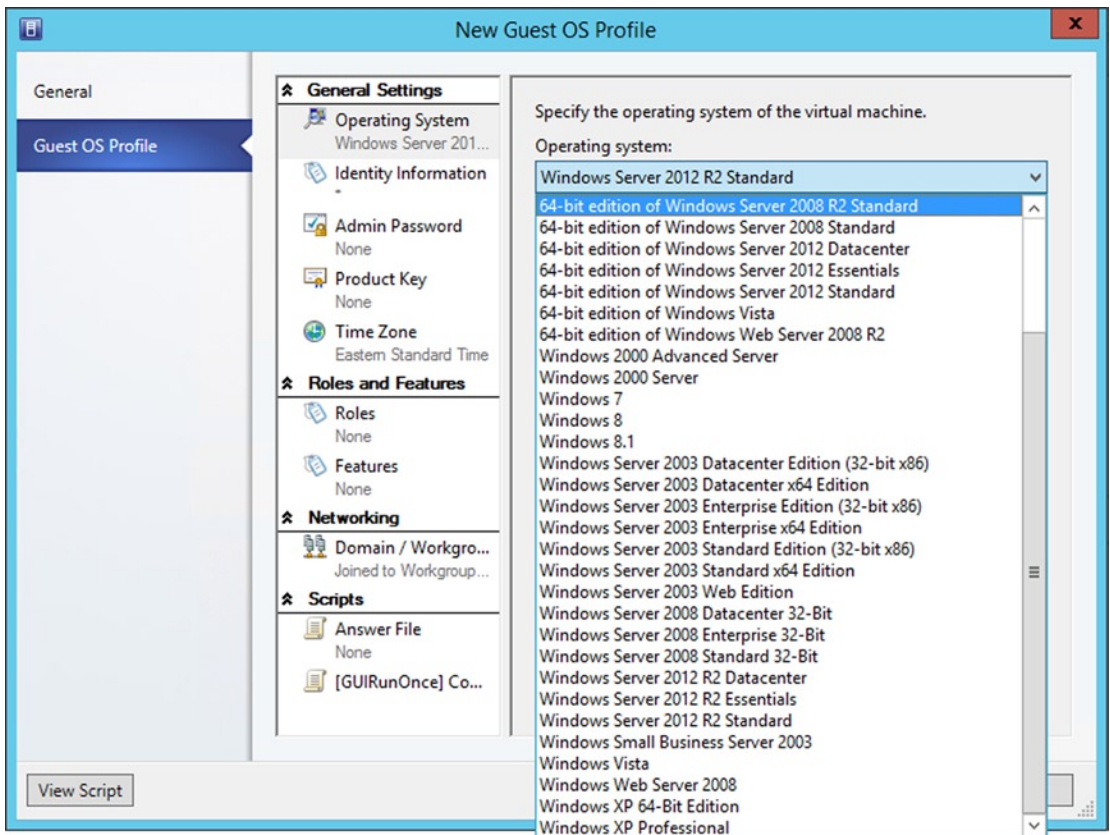 New Guest OS Profile
x
General
Guest OS Profile
General Settings
Operating System
Windows Server 201...
Identity Information
*
Admin Password
None
Product Key
None
Time Zone
Eastern Standard Time
Roles and Features
Roles
None
Features
None
Networking
Domain / Workgro...
Joined to Workgroup...
Scripts
Answer File
None
[GUIRunOnce] Co...
Specify the operating system of the virtual machine.
Operating system:
Windows Server 2012 R2 Standard
64-bit edition of Windows Server 2008 R2 Standard
64-bit edition of Windows Server 2008 Standard
64-bit edition of Windows Server 2012 Datacenter
64-bit edition of Windows Server 2012 Essentials
64-bit edition of Windows Server 2012 Standard
64-bit edition of Windows Vista
64-bit edition of Windows Web Server 2008 R2
Windows 2000 Advanced Server
Windows 2000 Server
Windows 7
Windows 8
Windows 8.1
Windows Server 2003 Datacenter Edition (32-bit x86)
Windows Server 2003 Datacenter x64 Edition
Windows Server 2003 Enterprise Edition (32-bit x86)
Windows Server 2003 Enterprise x64 Edition
Windows Server 2003 Standard Edition (32-bit x86)
Windows Server 2003 Standard x64 Edition
Windows Server 2003 Web Edition
Windows Server 2008 Datacenter 32-Bit
Windows Server 2008 Enterprise 32-Bit
Windows Server 2008 Standard 32-Bit
Windows Server 2012 R2 Datacenter
Windows Server 2012 R2 Essentials
Windows Server 2012 R2 Standard
Windows Small Business Server 2003
Windows Vista
Windows Web Server 2008
Windows XP 64-Bit Edition
Windows XP Professional
View Script